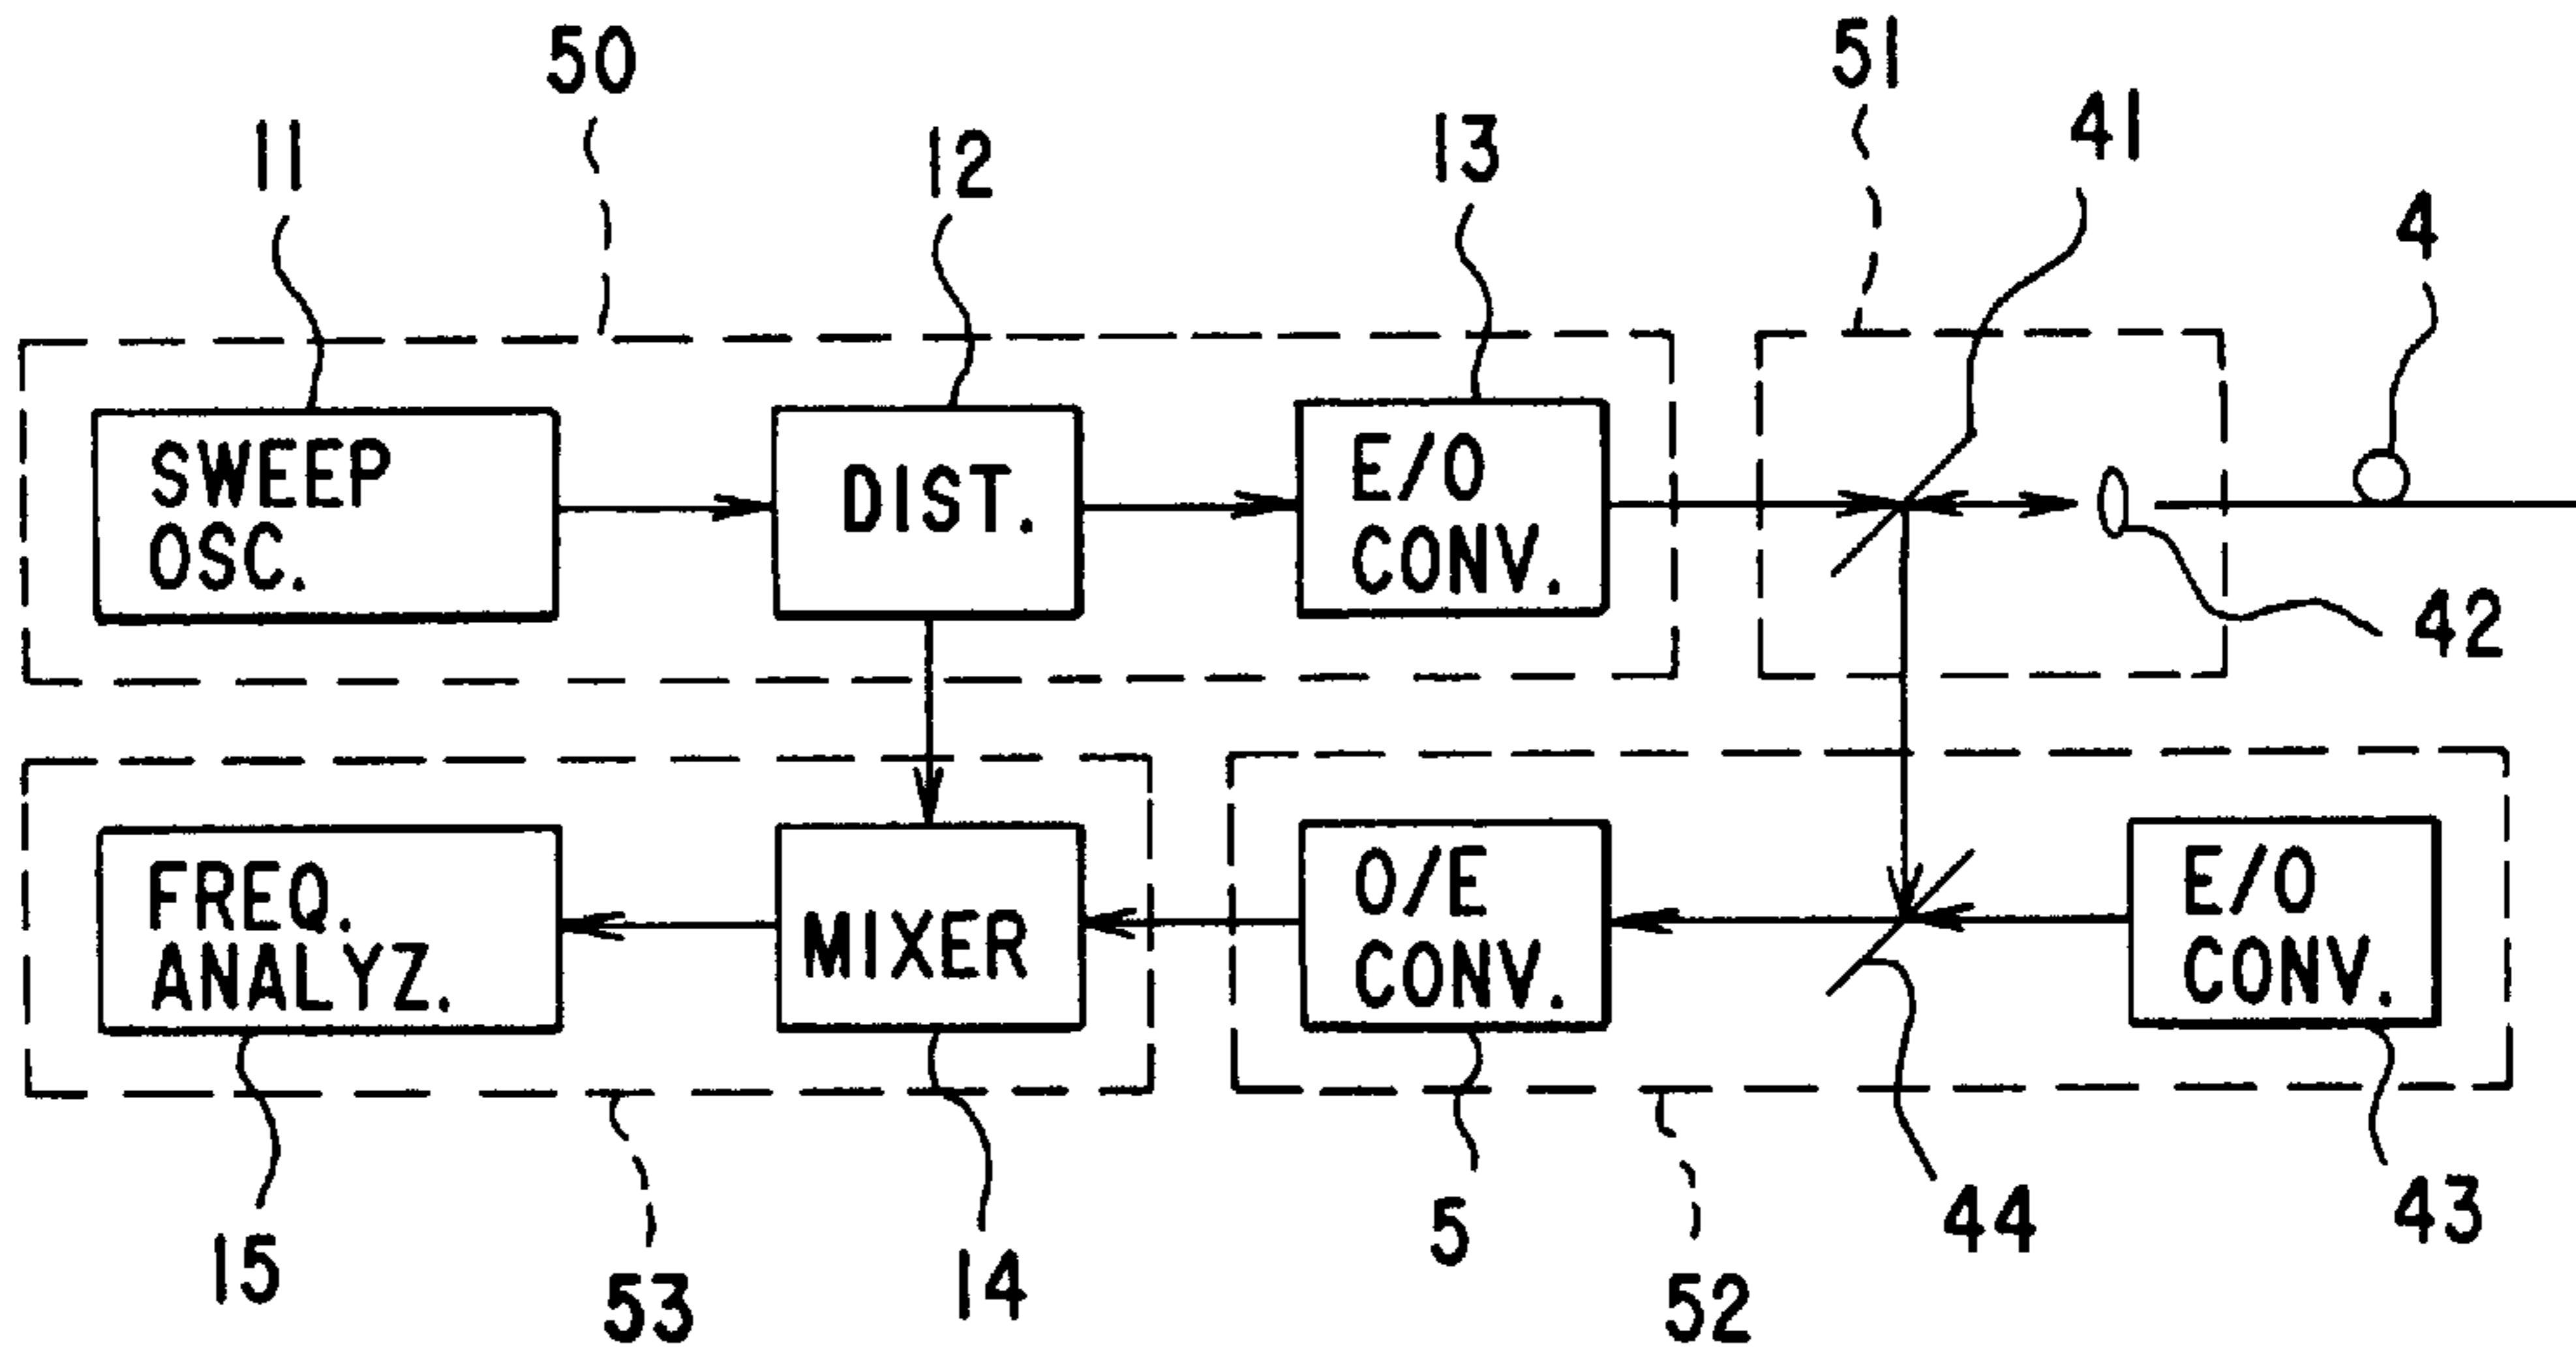 50
51
11
12
13
41
4
SWEEP
OSC.
DIST.
E/O
CONV.
42
FREQ.
ANALYZ.
MIXER
O/E
CONV.
E/O
CONV.
15
53
14
5
52
44
43